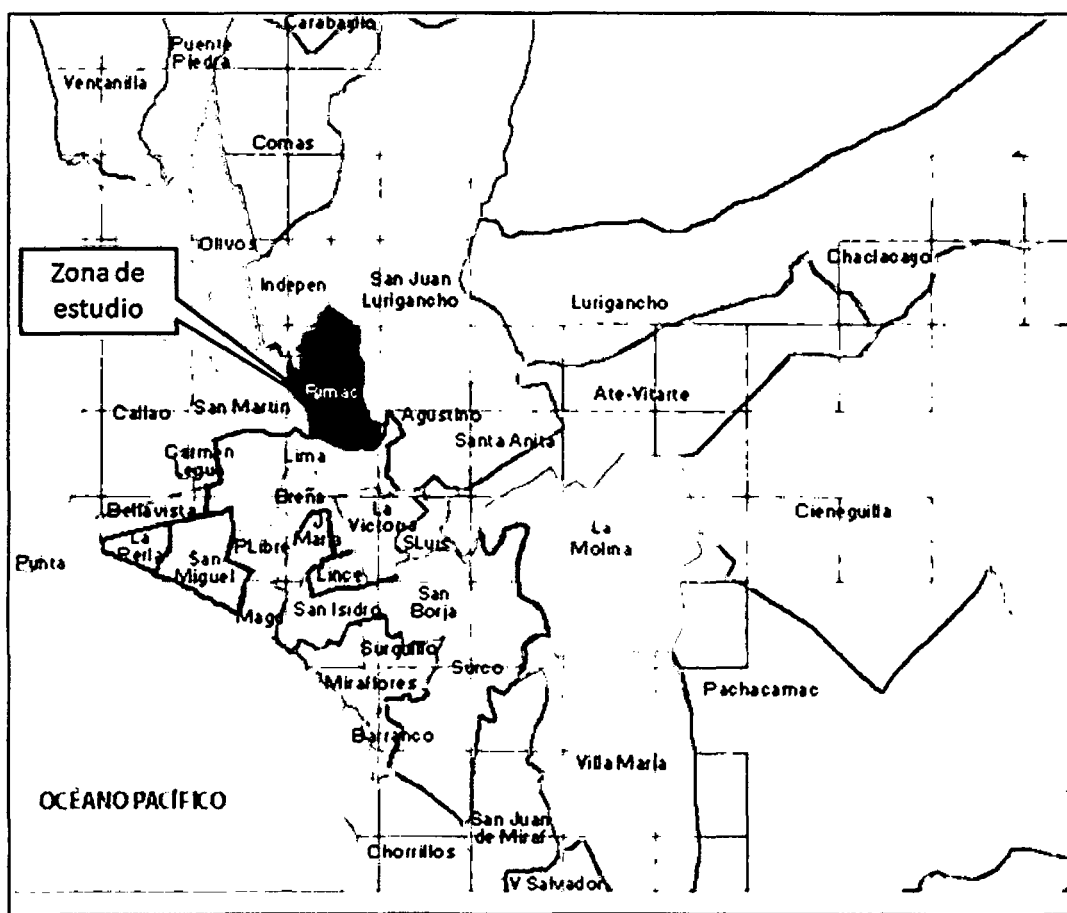 Carabayllo
Puente
Piedra
Ventanilla
Comas
Olivos
Zona de
estudio
Indepen
San Juan
Lurigancho
Lurigancho
Chaclacayo
Rimac
Callao
San Martin
Agustino
Ate-Vitarte
Santa Anita
Carmen
Legua
Lima
Bellavista
Breña
La
Victoria
Cieneguilla
La
Perla
San
Miguel
PLibre
J
Maria
SLuis
La
Molina
Punta
Lince
Magd
San Isidro
San
Borja
Surquillo
Surco
Miraflores
Pachacamac
Barranco
Villa Maria
OCÉANO PACÍFICO
San Juan
de Miraf
Chorrillos
V Salvador